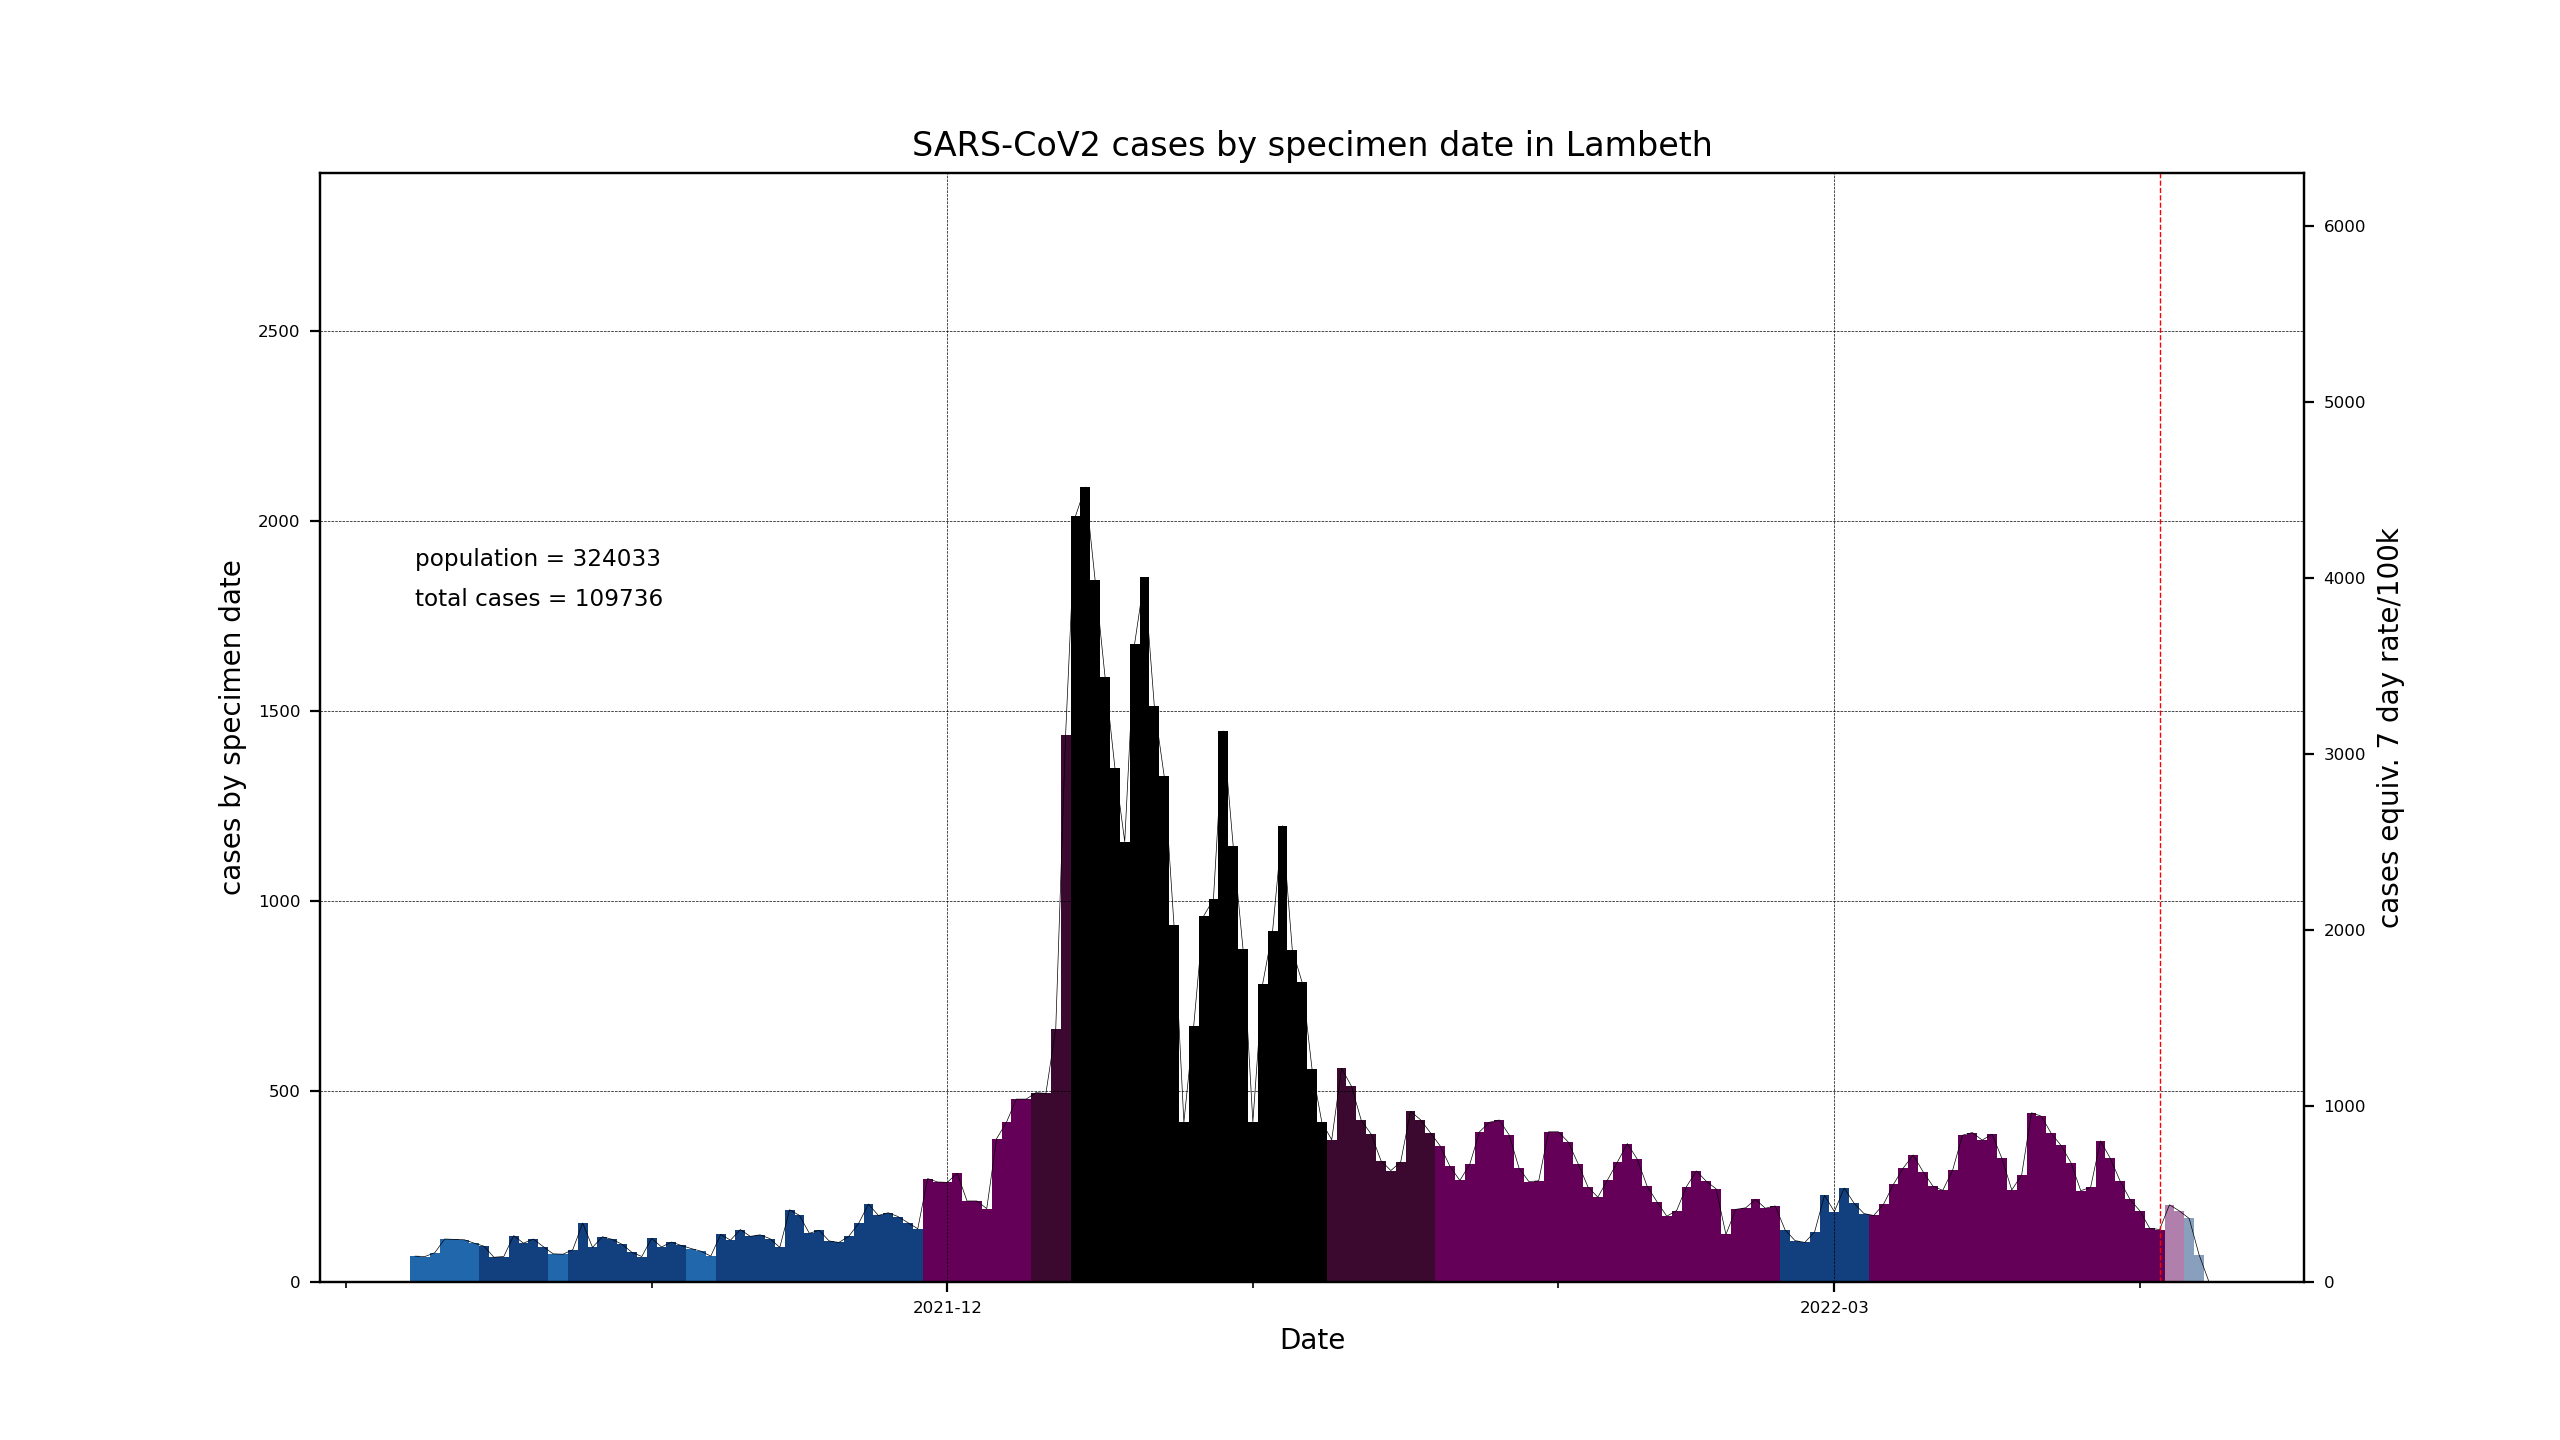 SARS-CoV2 cases by specimen date in Lambeth
cases by specimen date
2500
2000
1500
1000
500
0
population = 324033
total cases = 109736
6000
5000
4000
3000
2000
1000
0
cases equiv. 7 day rate/100k
2021-12
2022-03
Date